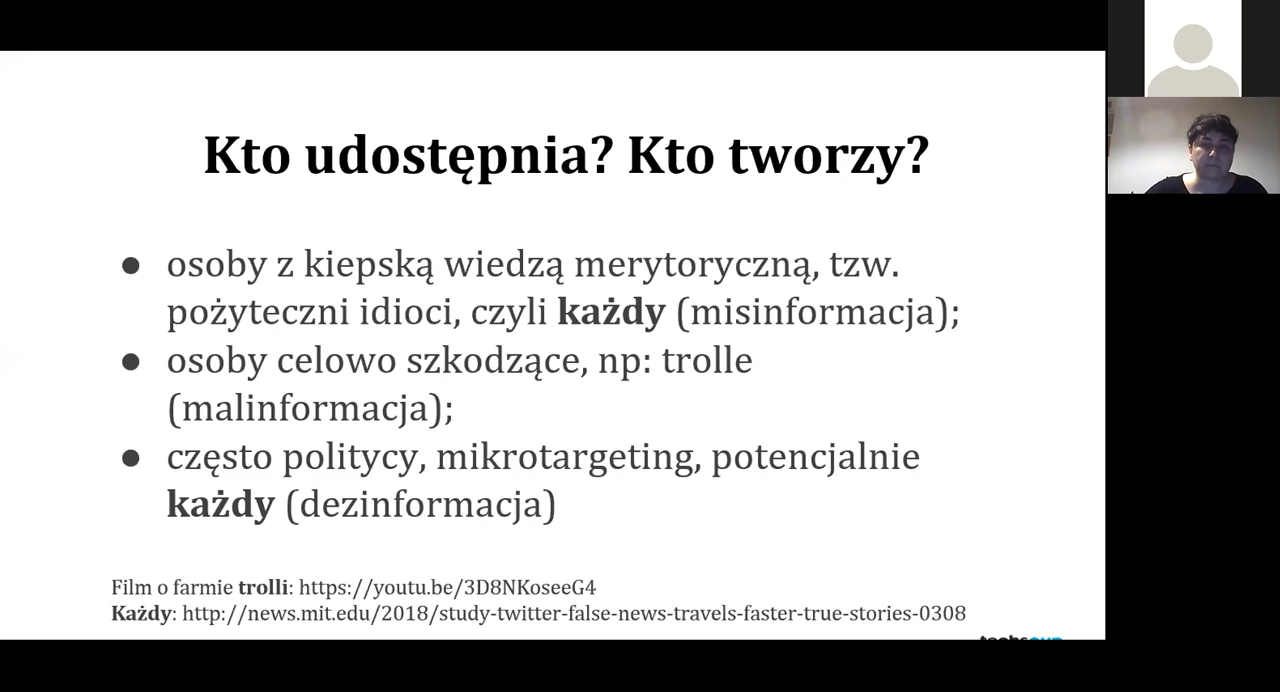 Kto udostępnia? Kto tworzy?
● osoby z kiepską wiedzą merytoryczną, tzw.
pożyteczni idioci, czyli każdy (misinformacja);
● osoby celowo szkodzące, np: trolle
(malinformacja);
● często politycy, mikrotargeting, potencjalnie
każdy (dezinformacja)
Film o farmie trolli: https://youtu.be/3D8NKoseeG4
Każdy: http://news.mit.edu/2018/study-twitter-false-news-travels-faster-true-stories-0308